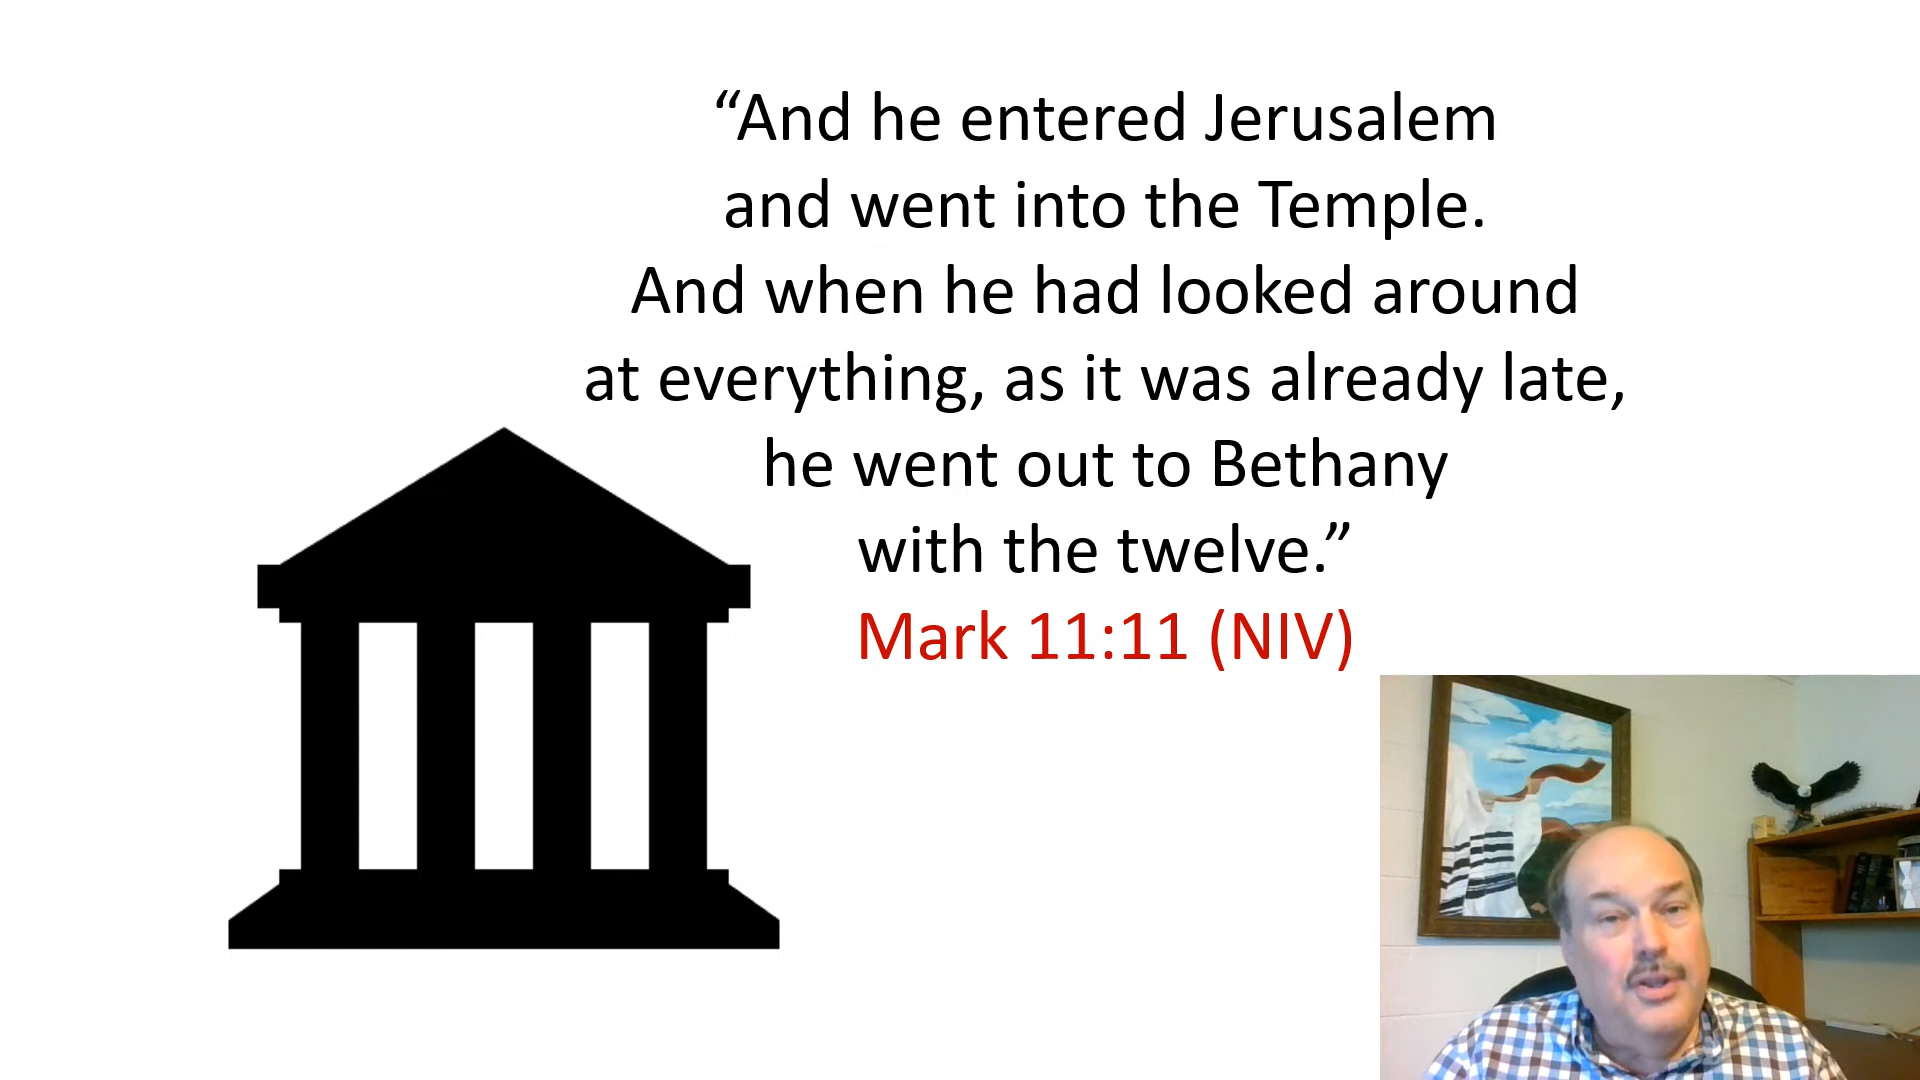 “And he entered Jerusalem
and went into the Temple.
And when he had looked around
at everything, as it was already late,
he went out to Bethany
with the twelve.”
Mark 11:11 (NIV)